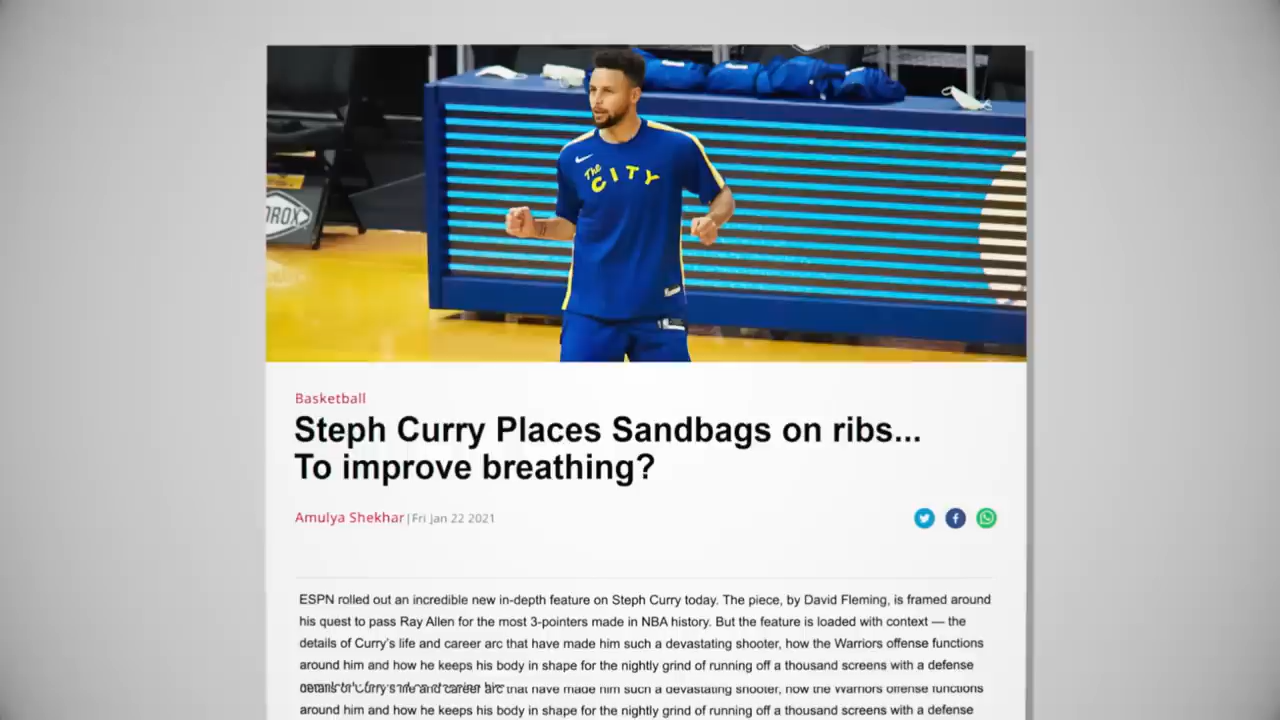 The
CITY
ROX
Basketball
Steph Curry Places Sandbags on ribs...
To improve breathing?
Amulya Shekhar|Fri Jan 22 2021
ESPN rolled out an incredible new in-depth feature on Steph Curry today. The piece, by David Fleming, is framed around
his quest to pass Ray Allen for the most 3-pointers made in NBA history. But the feature is loaded with context — the
details of Curry's life and career arc that have made him such a devastating shooter, how the Warriors offense functions
around him and how he keeps his body in shape for the nightly grind of running off a thousand screens with a defense
details of Curry's life and career arc that have made him such a devastating shooter, how the Warriors offense functions
around him and how he keeps his body in shape for the nightly grind of running off a thousand screens with a defense